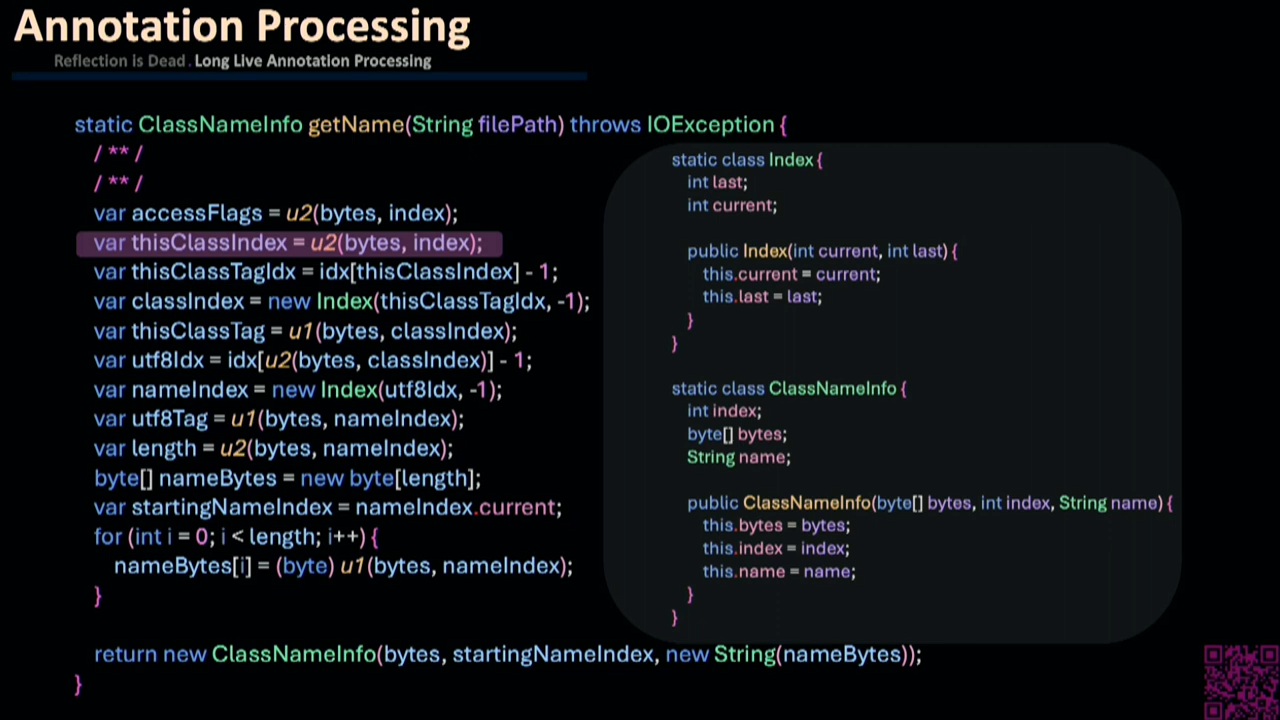 Annotation Processing
Reflection is Dead. Long Live Annotation Processing
static ClassNameInfo getName(String filePath) throws IOException {
/ ** /
/ ** /
var accessFlags = u2(bytes, index);
var thisClassIndex = u2(bytes, index);
var thisClassTagIdx = idx[thisClassIndex] - 1;
var classIndex = new Index(thisClassTagIdx, -1);
var thisClassTag = u1(bytes, classIndex);
var utf8Idx = idx[u2(bytes, classIndex)] - 1;
var nameIndex = new Index(utf8Idx, -1);
var utf8Tag = u1(bytes, nameIndex);
var length = u2(bytes, nameIndex);
byte[] nameBytes = new byte[length];
var startingNameIndex = nameIndex.current;
for (int i = 0; i < length; i++) {
nameBytes[i] = (byte) u1(bytes, nameIndex);
}
return new ClassNameInfo(bytes, startingNameIndex, new String(nameBytes));
}
static class Index {
int last;
int current;
public Index(int current, int last) {
this.current = current;
this.last = last;
}
}
static class ClassNameInfo {
int index;
byte[] bytes;
String name;
public ClassNameInfo(byte[] bytes, int index, String name) {
this.bytes = bytes;
this.index = index;
this.name = name;
}
}